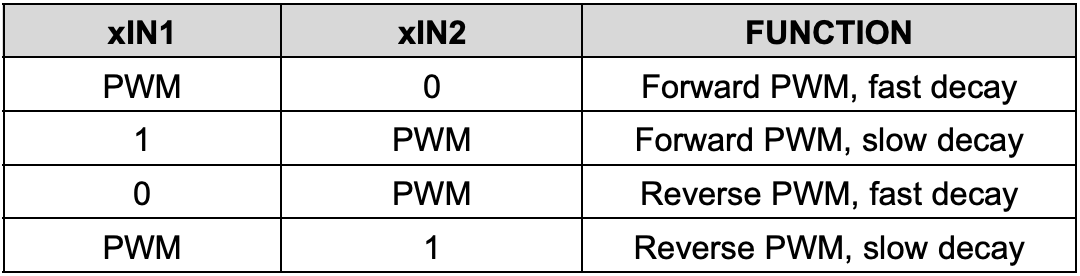 xIN1 xIN2 FUNCTION
PWM 0 Forward PWM, fast decay
1 PWM Forward PWM, slow decay
0 PWM Reverse PWM, fast decay
PWM 1 Reverse PWM, slow decay